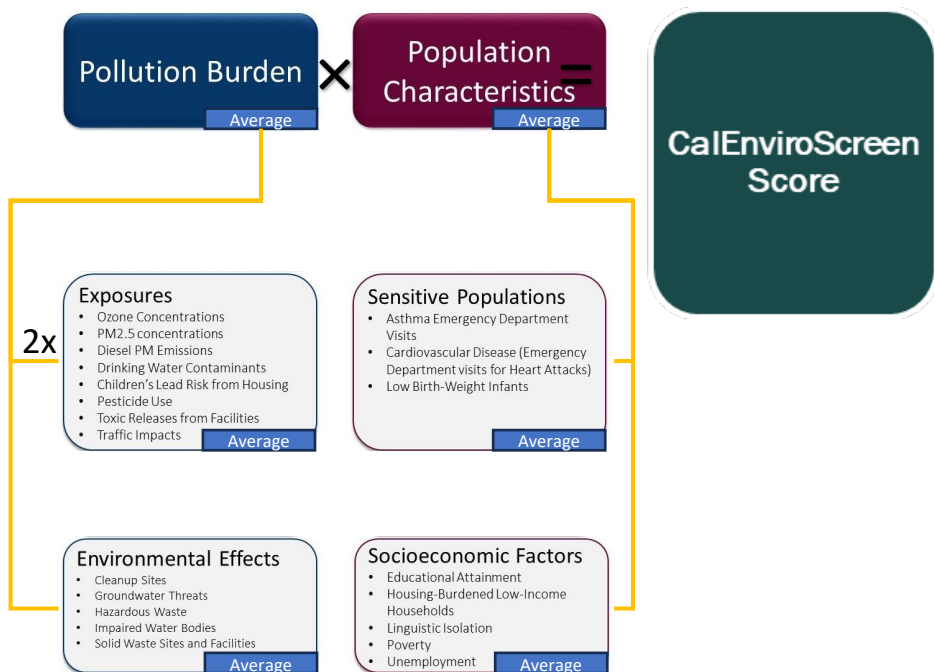 Pollution Burden
×
Population
Characteristics
=
Average
Average
CalEnviroScreen
Score
2x
Exposures
• Ozone Concentrations
• PM2.5 concentrations
• Diesel PM Emissions
• Drinking Water Contaminants
• Children's Lead Risk from Housing
• Pesticide Use
• Toxic Releases from Facilities
• Traffic Impacts
Average
Sensitive Populations
• Asthma Emergency Department
Visits
• Cardiovascular Disease (Emergency
Department visits for Heart Attacks)
• Low Birth-Weight Infants
Average
Environmental Effects
• Cleanup Sites
• Groundwater Threats
• Hazardous Waste
• Impaired Water Bodies
• Solid Waste Sites and Facilities
Average
Socioeconomic Factors
• Educational Attainment
• Housing-Burdened Low-Income
Households
• Linguistic Isolation
• Poverty
• Unemployment
Average